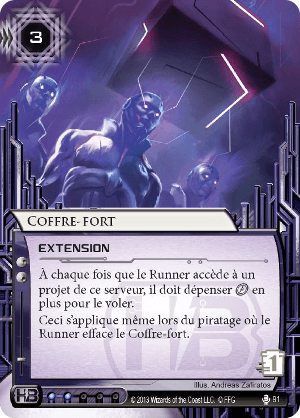 3
COFFRE-FORT
EXTENSION
À chaque fois que le Runner accède à un
projet de ce serveur, il doit dépenser en
plus pour le voler.
Ceci s'applique même lors du piratage où le
Runner efface le Coffre-fort.
1
HB
Illus. Andreas Zafiratos
© 2013 Wizards of the Coast LLC. © FFG
91